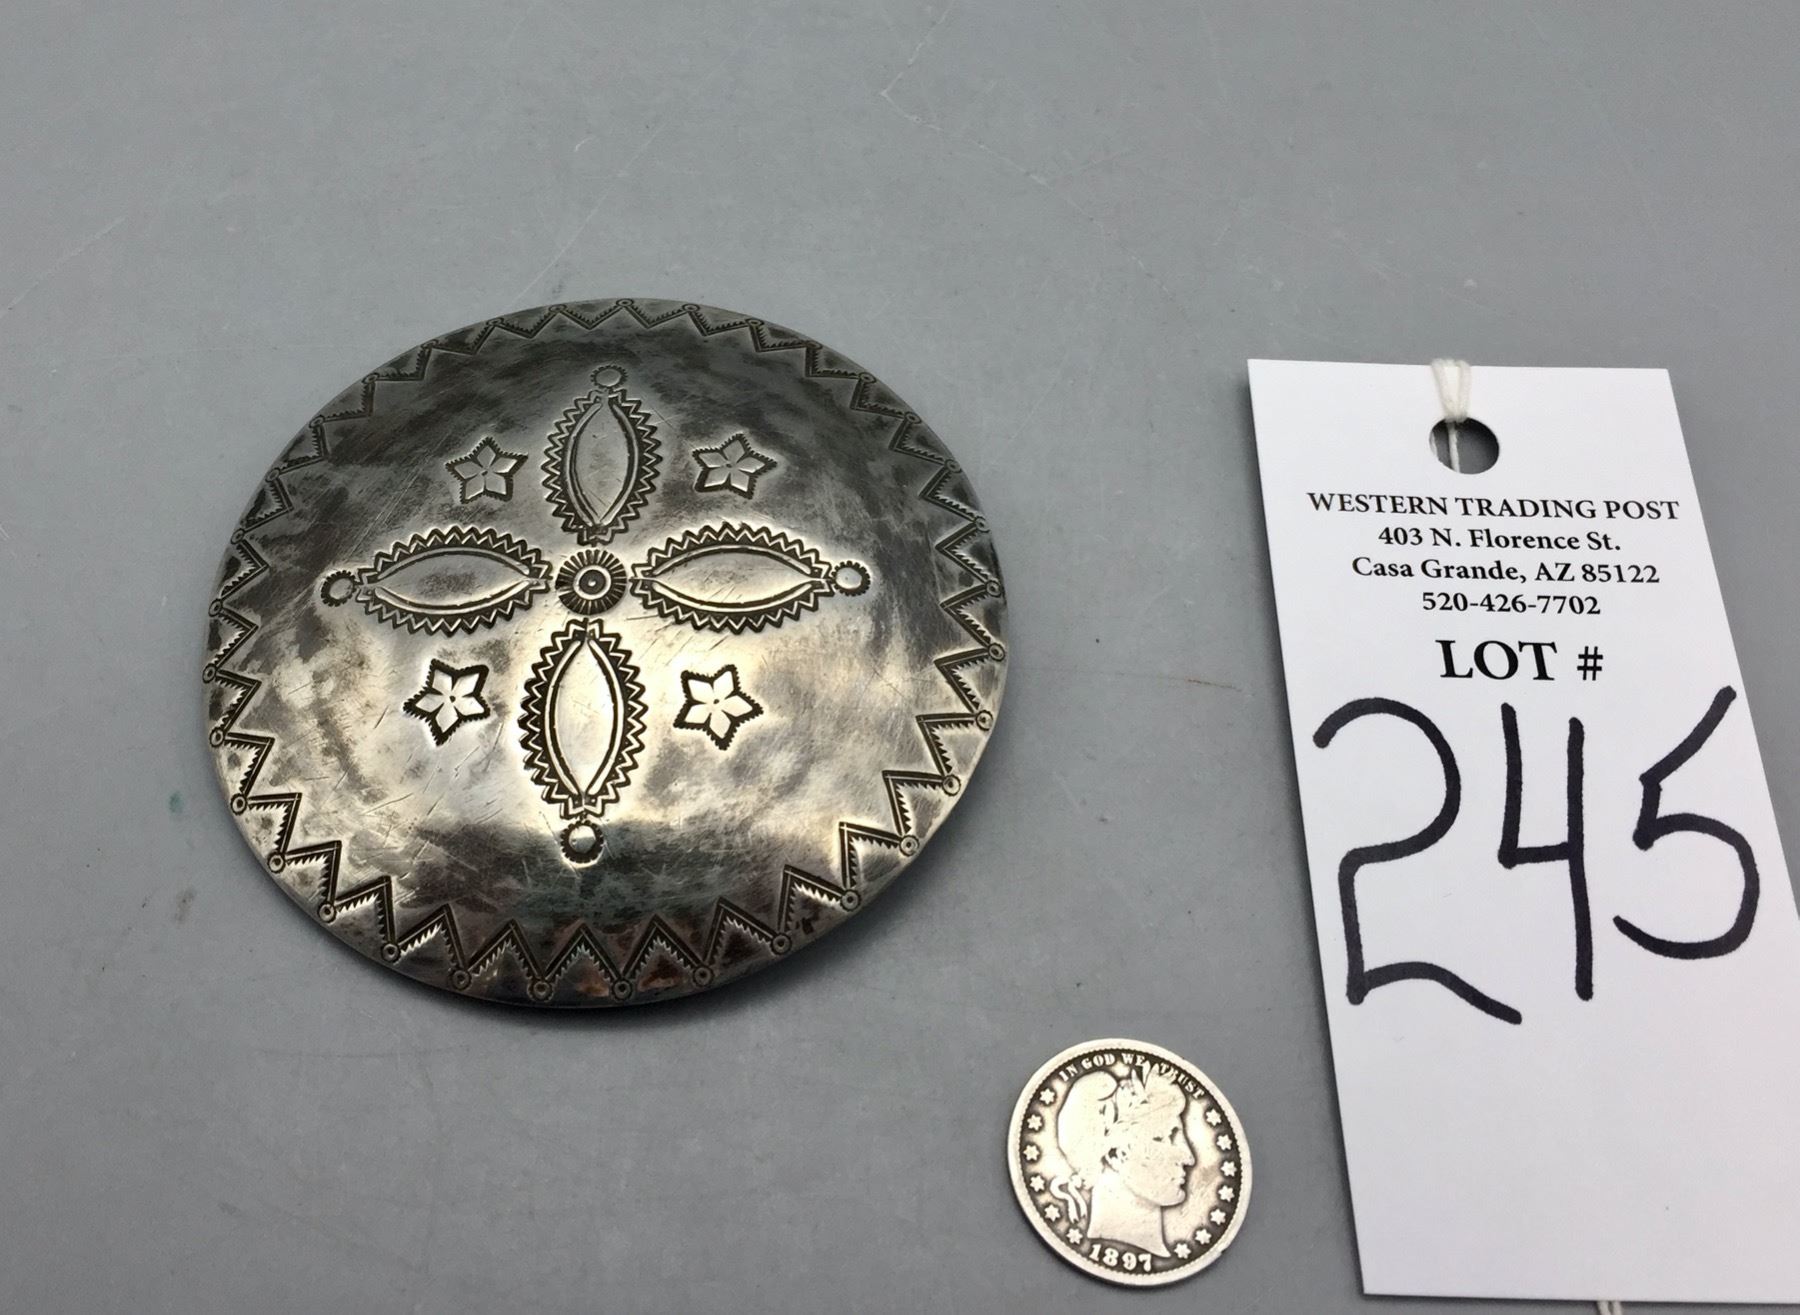 WESTERN TRADING POST
403 N. Florence St.
Casa Grande, AZ 85122
520-426-7702
LOT #
245
IN GOD WE TRUST
1897